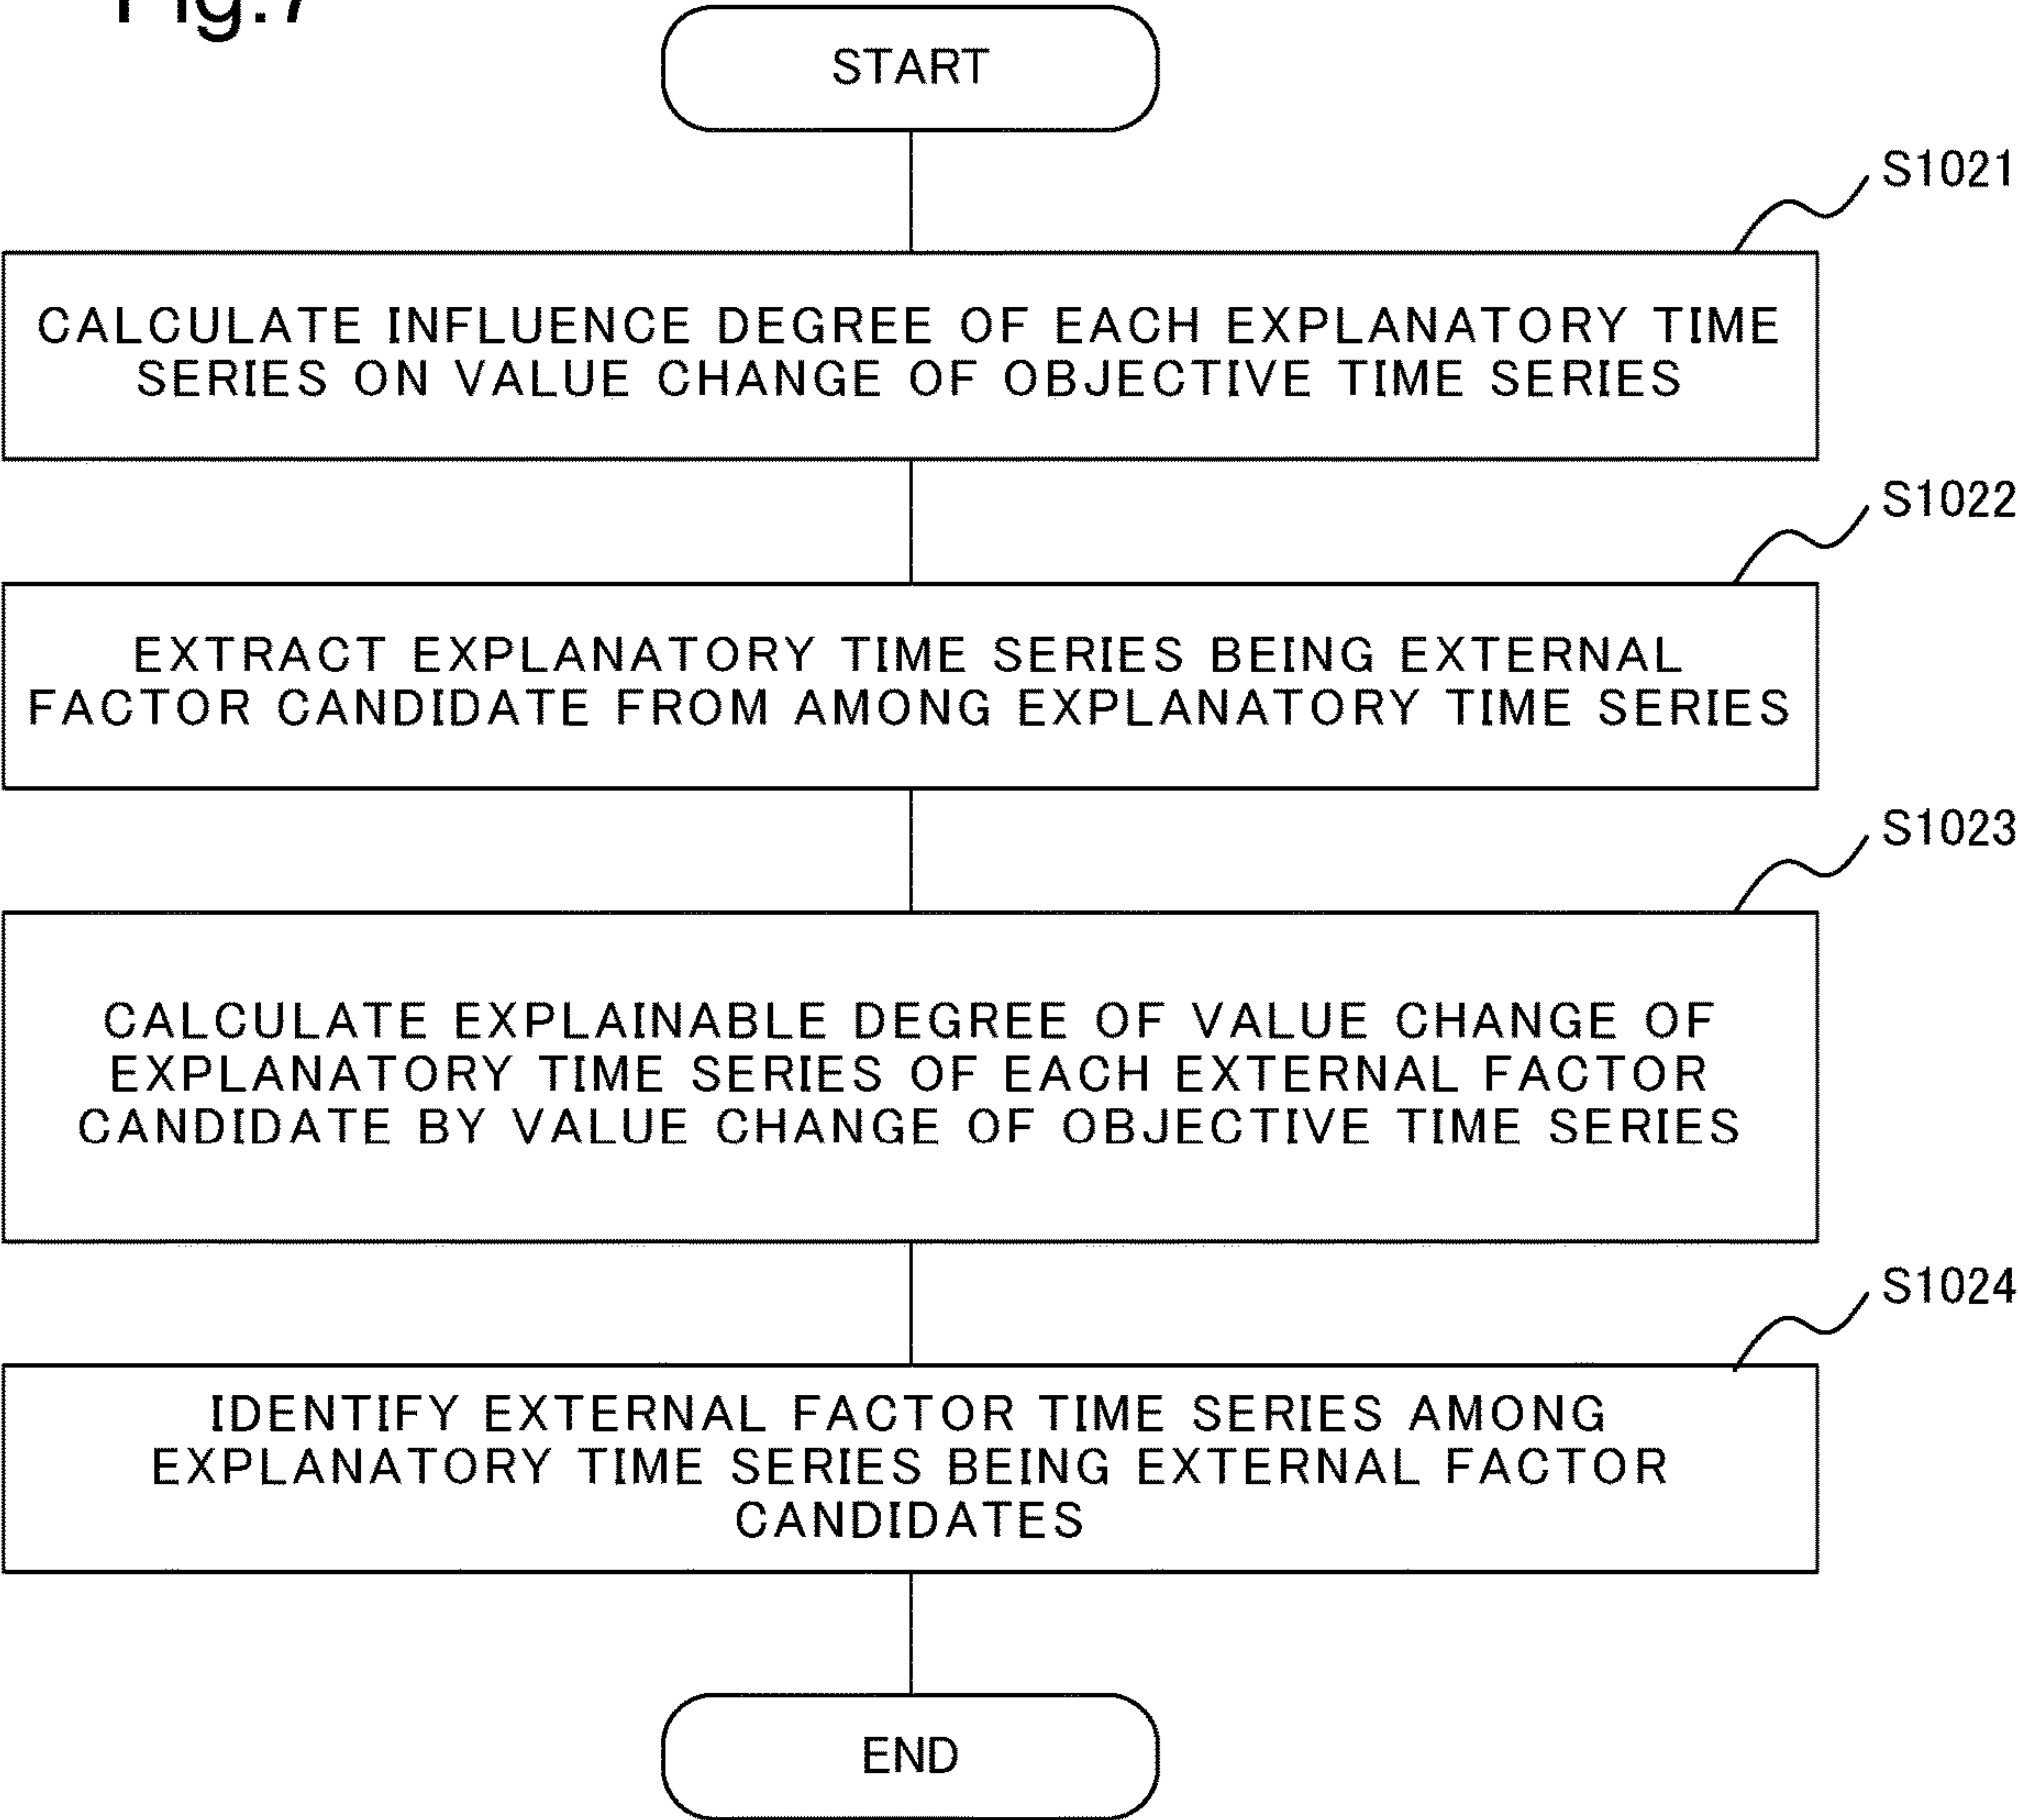 Fig.7
START
S1021
CALCULATE INFLUENCE DEGREE OF EACH EXPLANATORY TIME
SERIES ON VALUE CHANGE OF OBJECTIVE TIME SERIES
S1022
EXTRACT EXPLANATORY TIME SERIES BEING EXTERNAL
FACTOR CANDIDATE FROM AMONG EXPLANATORY TIME SERIES
S1023
CALCULATE EXPLAINABLE DEGREE OF VALUE CHANGE OF
EXPLANATORY TIME SERIES OF EACH EXTERNAL FACTOR
CANDIDATE BY VALUE CHANGE OF OBJECTIVE TIME SERIES
S1024
IDENTIFY EXTERNAL FACTOR TIME SERIES AMONG
EXPLANATORY TIME SERIES BEING EXTERNAL FACTOR
CANDIDATES
END